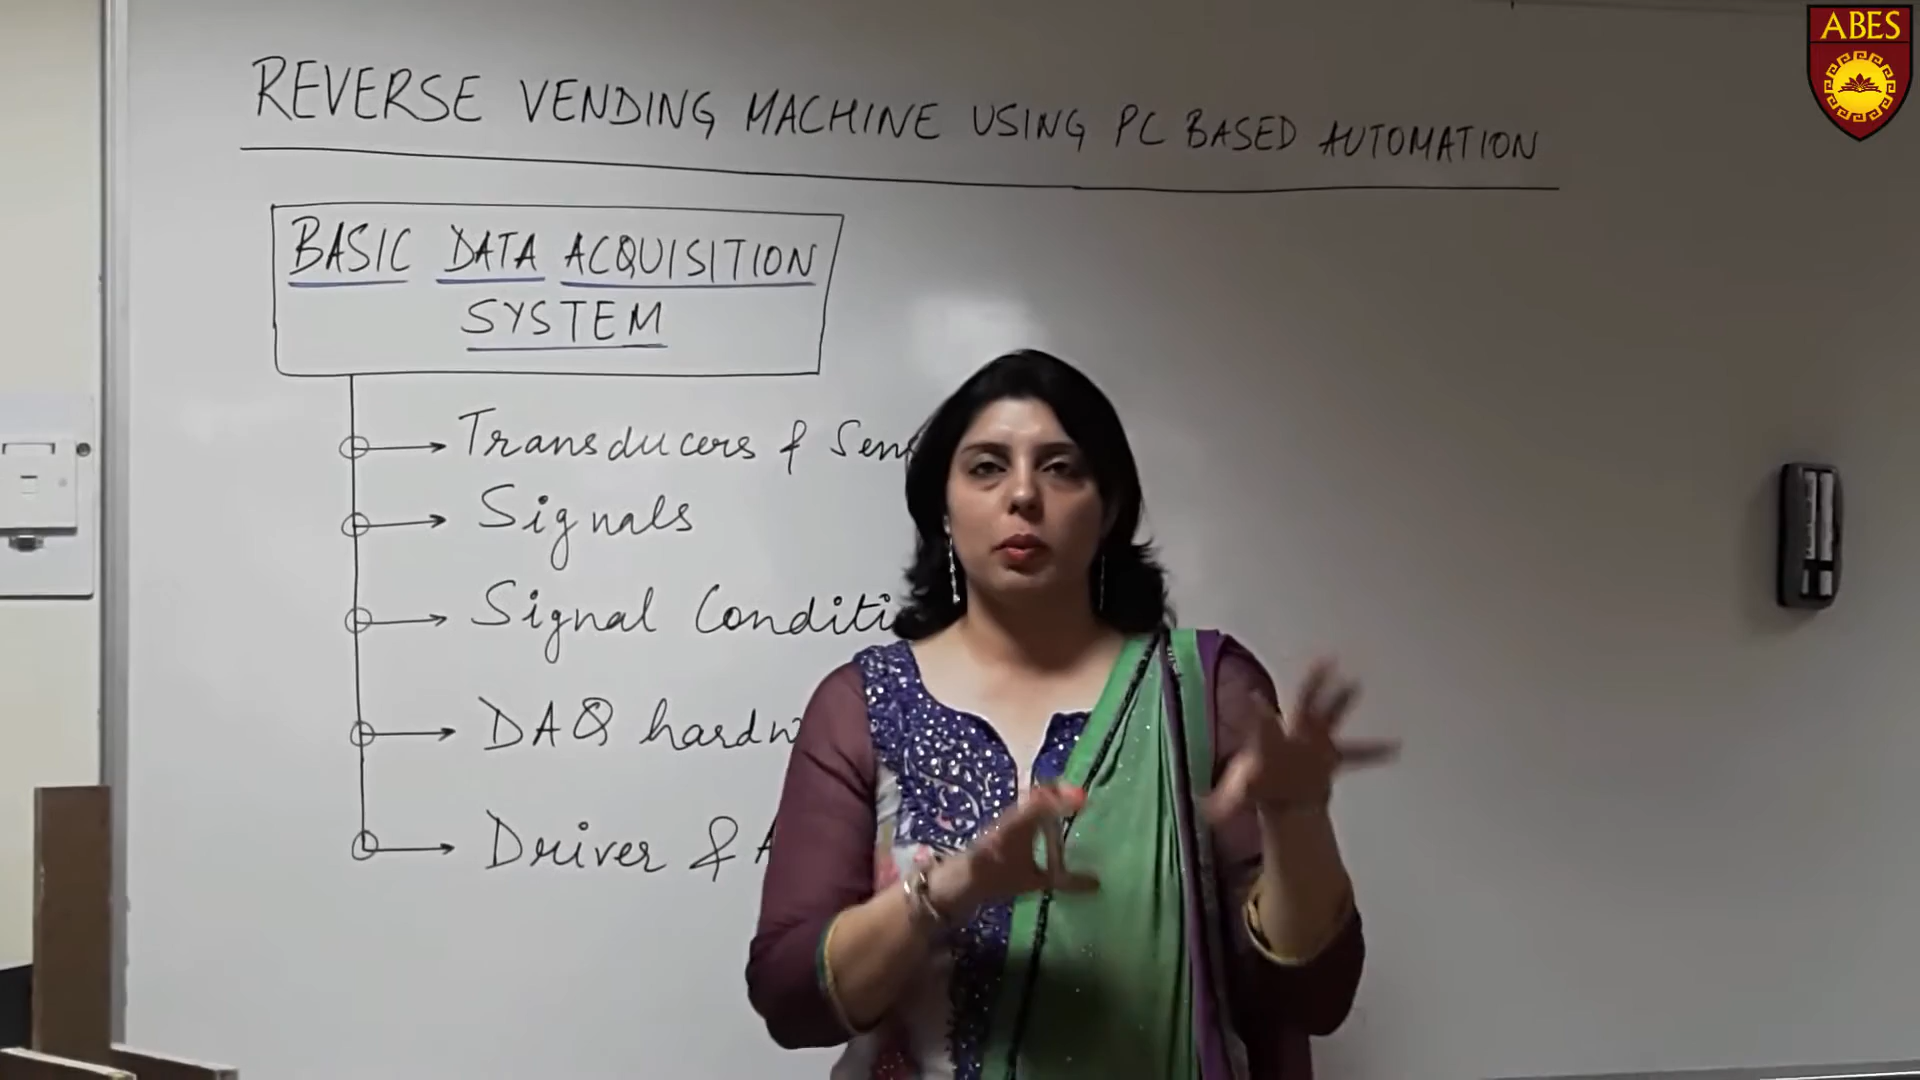 ABES
REVERSE VENDING MACHINE USING PC BASED AUTOMATION
BASIC DATA ACQUISITION
SYSTEM
Transducers &
Signals
Signal
DAQ
Driver &